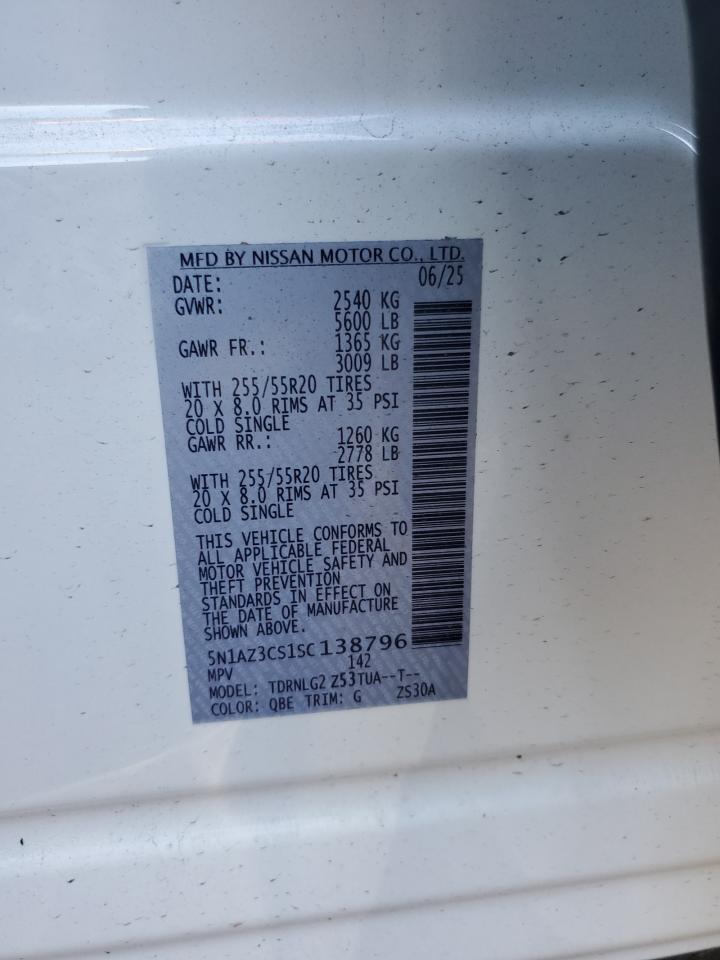 MFD BY NISSAN MOTOR CO., LTD.
DATE: 06/25
GVWR: 2540 KG
5600 LB
GAWR FR.: 1365 KG
3009 LB
WITH 255/55R20 TIRES
20 X 8.0 RIMS AT 35 PSI
COLD SINGLE
GAWR RR.: 1260 KG
2778 LB
WITH 255/55R20 TIRES
20 X 8.0 RIMS AT 35 PSI
COLD SINGLE
THIS VEHICLE CONFORMS TO
ALL APPLICABLE FEDERAL
MOTOR VEHICLE SAFETY AND
THEFT PREVENTION
STANDARDS IN EFFECT ON
THE DATE OF MANUFACTURE
SHOWN ABOVE.
5N1AZ3CS1SC138796
MPV 142
MODEL: TDRNLG2 Z53TUA--T--
COLOR: QBE TRIM: G ZS30A